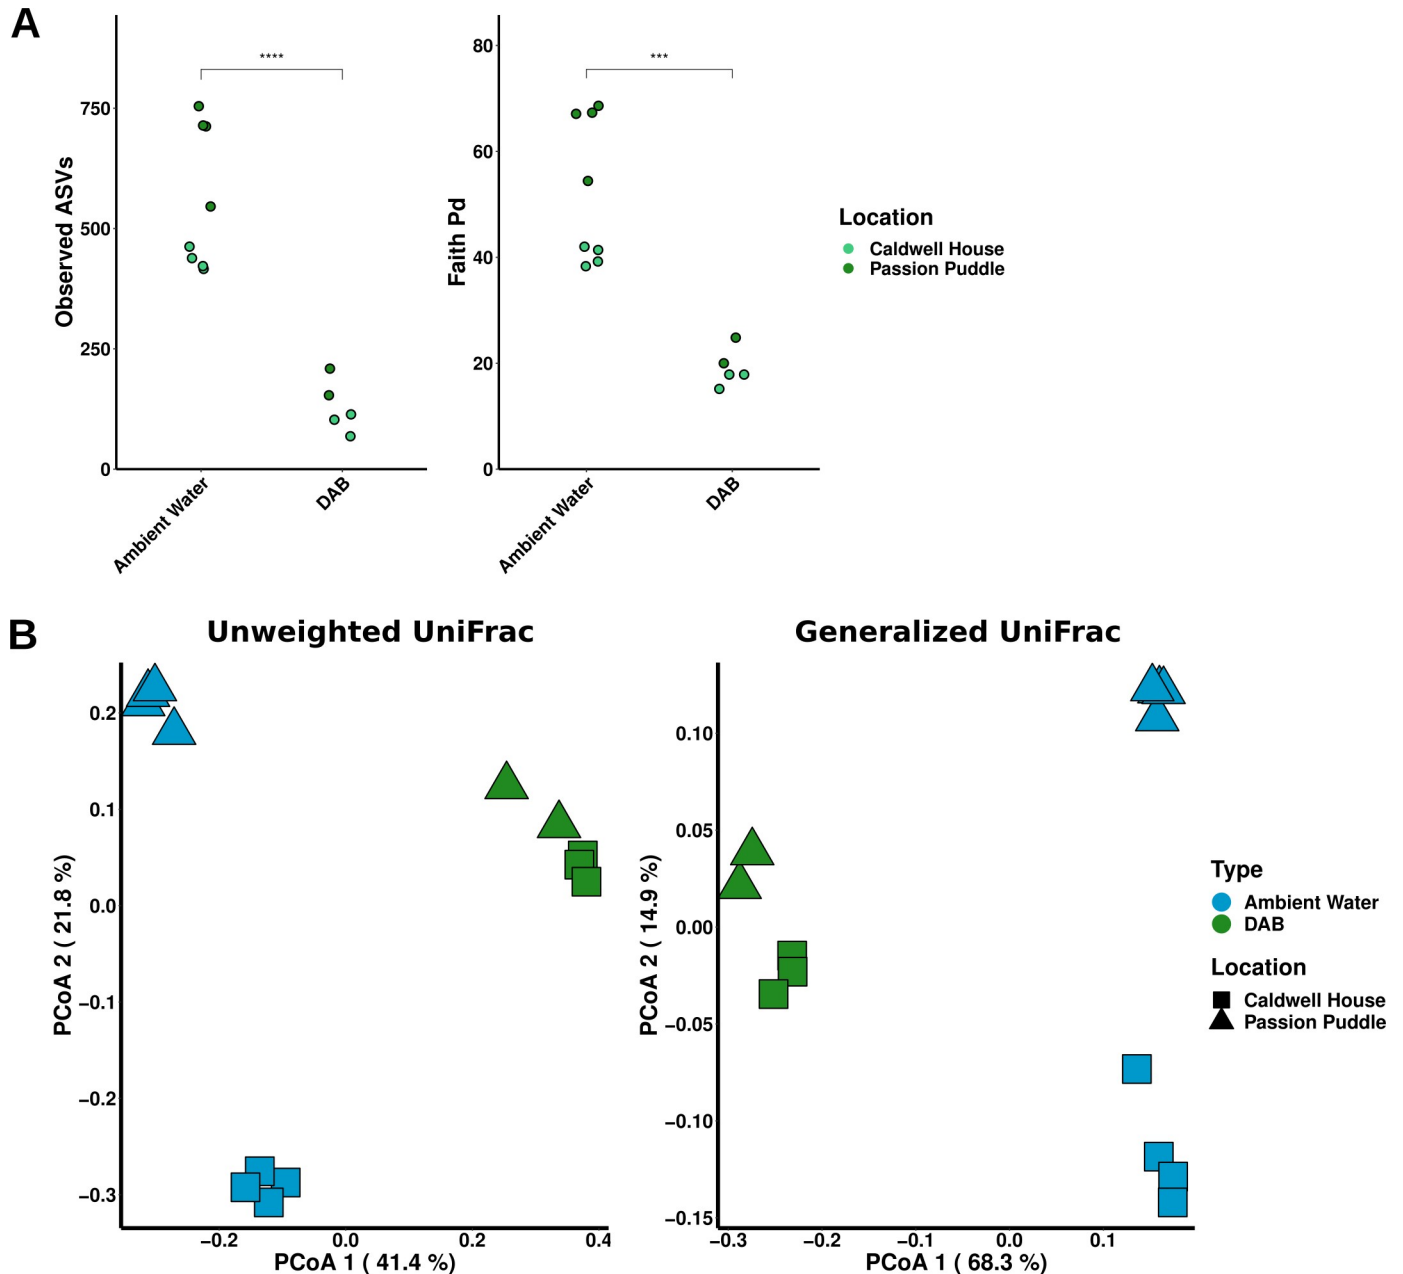 A
****
***
Observed ASVs
750
500
250
0
Ambient Water
DAB
Faith Pd
80
60
40
20
0
Ambient Water
DAB
Location
Caldwell House
Passion Puddle
B
Unweighted UniFrac
Generalized UniFrac
PCoA 2 ( 21.8 %)
0.2
0.1
0.0
−0.1
−0.2
−0.3
−0.2
0.0
0.2
0.4
PCoA 1 ( 41.4 %)
PCoA 2 ( 14.9 %)
0.10
0.05
0.00
−0.05
−0.10
−0.15
−0.3
−0.2
−0.1
0.0
0.1
PCoA 1 ( 68.3 %)
Type
Ambient Water
DAB
Location
Caldwell House
Passion Puddle